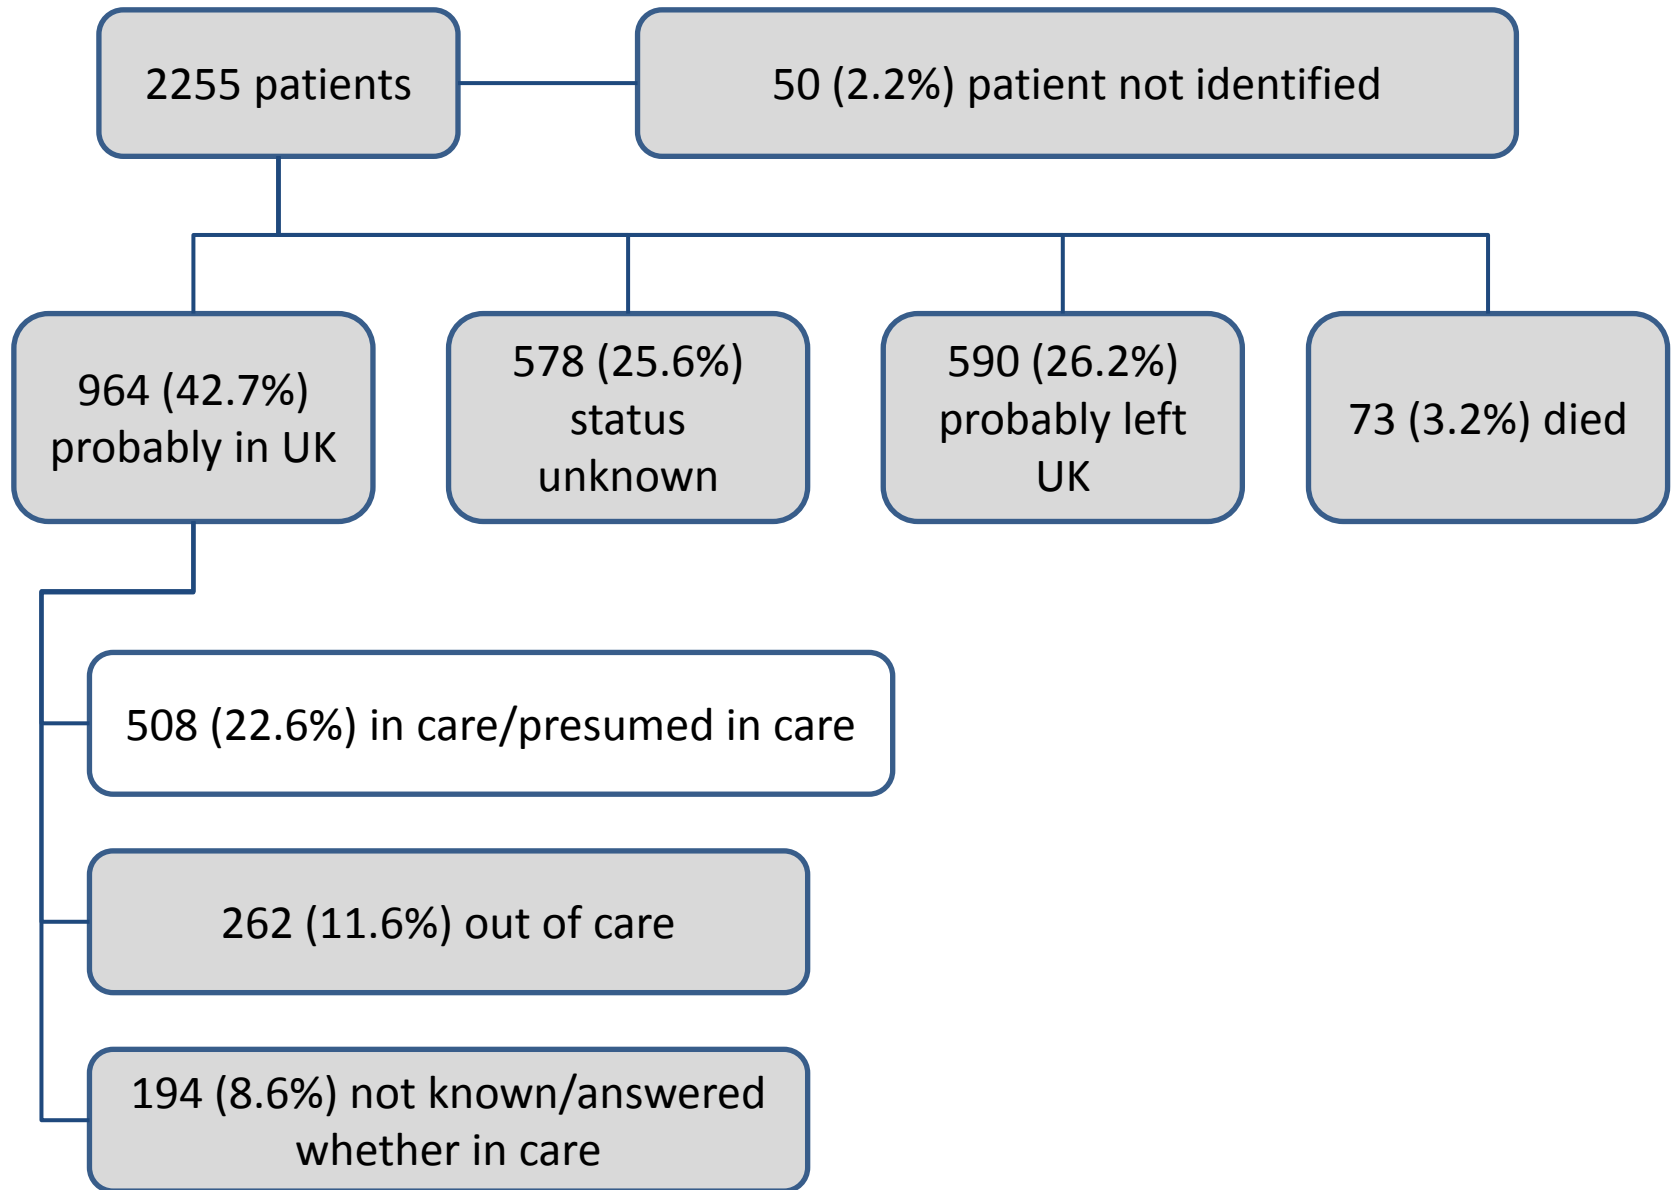 2255 patients
50 (2.2%) patient not identified
964 (42.7%)
probably in UK
578 (25.6%)
status
unknown
590 (26.2%)
probably left
UK
73 (3.2%) died
508 (22.6%) in care/presumed in care
262 (11.6%) out of care
194 (8.6%) not known/answered
whether in care